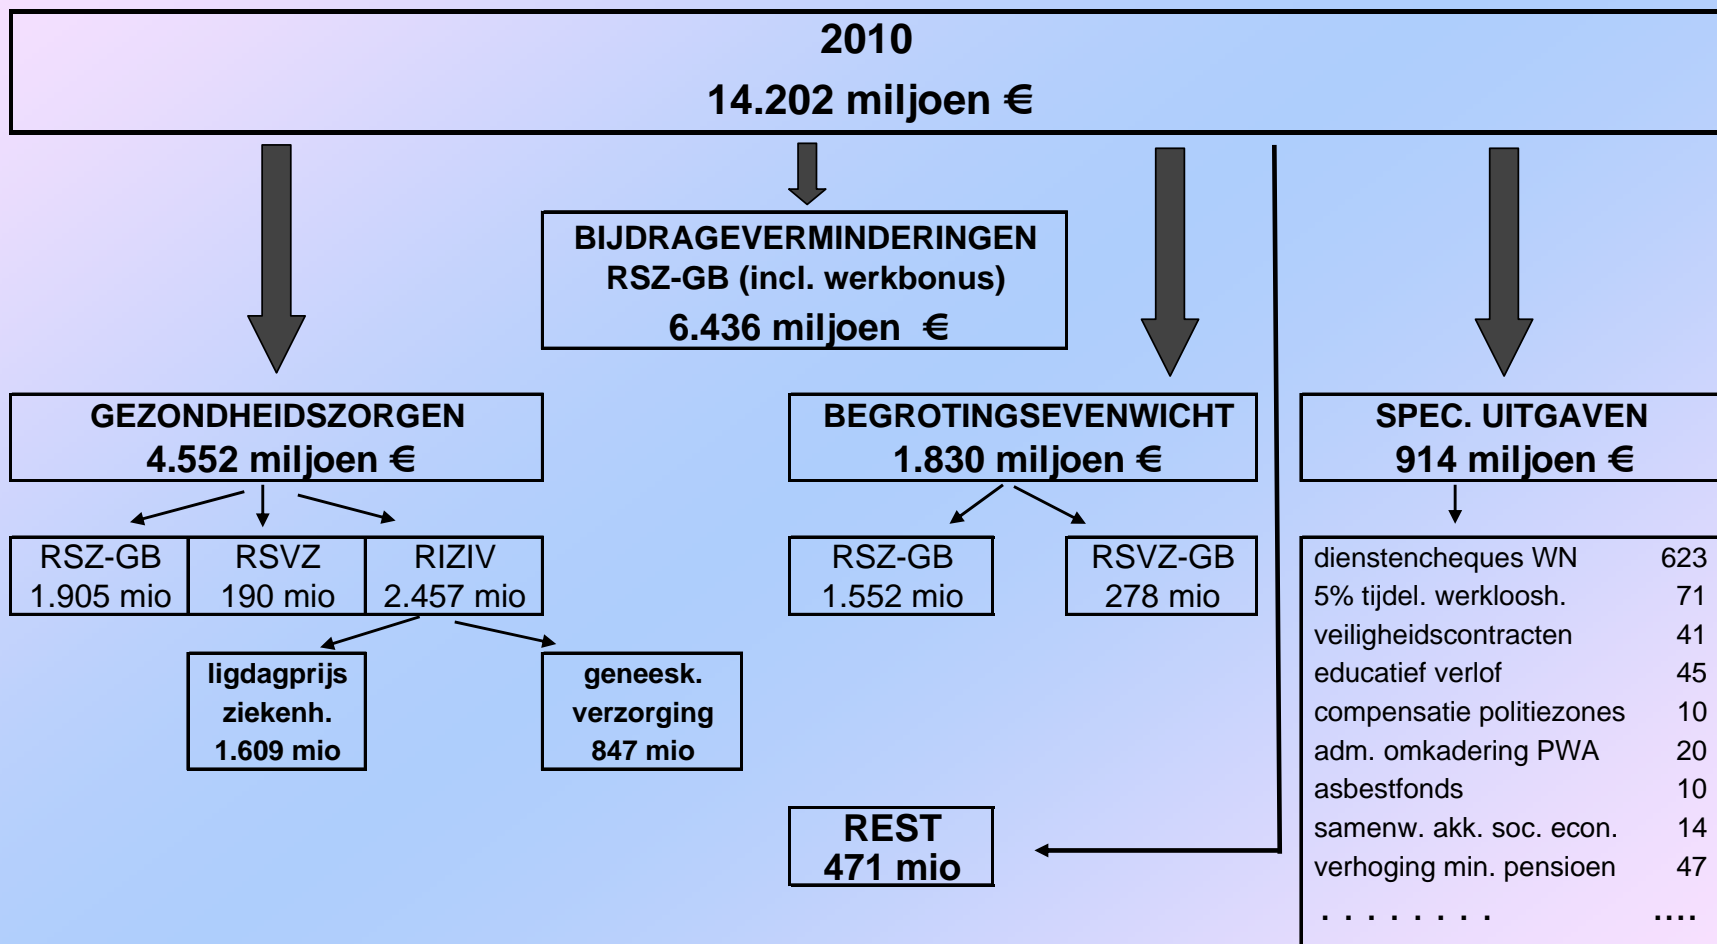 2010
14.202 miljoen €
BIJDRAGEVERMINDERINGEN
RSZ-GB (incl. werkbonus)
6.436 miljoen €
GEZONDHEIDSZORGEN
4.552 miljoen €
RSZ-GB
1.905 mio
RSVZ
190 mio
RIZIV
2.457 mio
ligdagprijs
ziekenh.
1.609 mio
geneesk.
verzorging
847 mio
BEGROTINGSEVENWICHT
1.830 miljoen €
RSZ-GB
1.552 mio
RSVZ-GB
278 mio
REST
471 mio
SPEC. UITGAVEN
914 miljoen €
dienstencheques WN 623
5% tijdel. werkloosh. 71
veiligheidscontracten 41
educatief verlof 45
compensatie politiezones 10
adm. omkadering PWA 20
asbestfonds 10
samenw. akk. soc. econ. 14
verhoging min. pensioen 47
. . . . . . . . ....